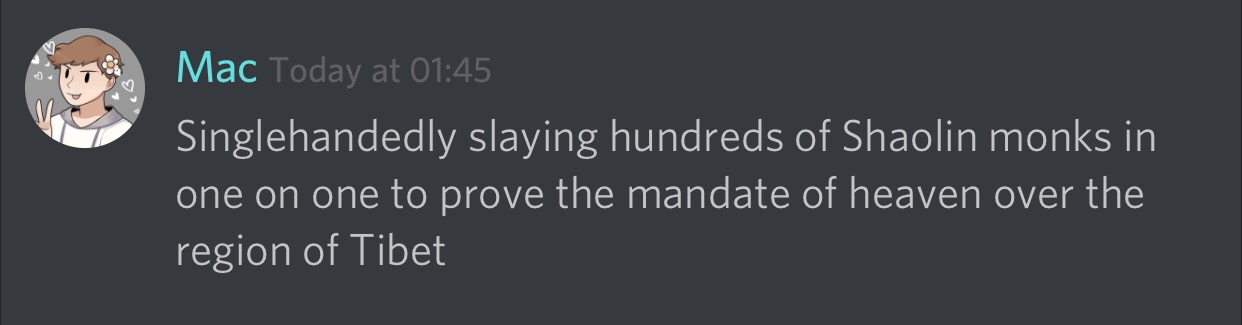 Mac Today at 01:45
Singlehandedly slaying hundreds of Shaolin monks in
one on one to prove the mandate of heaven over the
region of Tibet